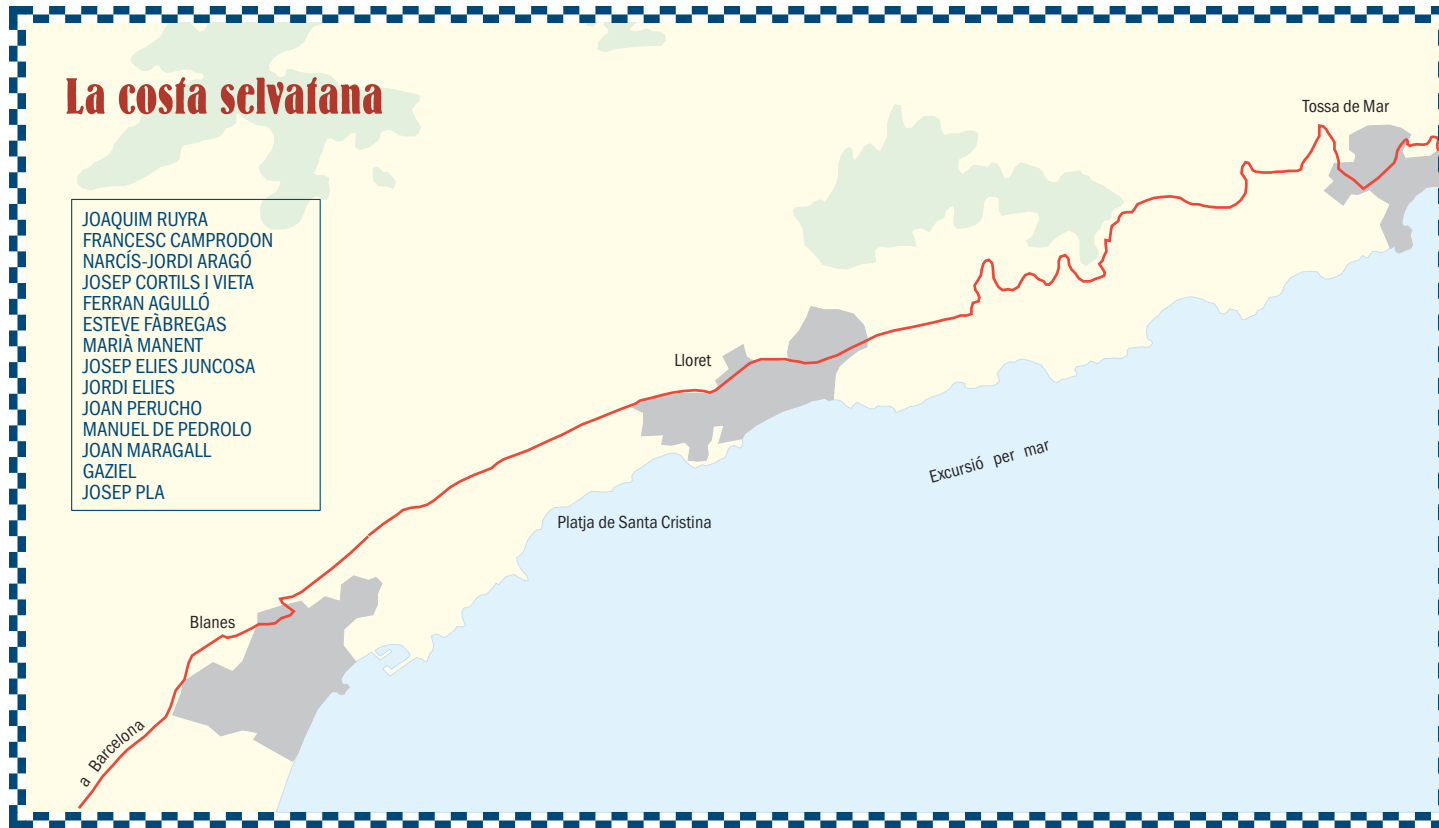 La costa selvatana
Tossa de Mar
JOAQUIM RUYRA
FRANCESC CAMPRODON
NARCÍS-JORDI ARAGÓ
JOSEP CORTILS I VIETA
FERRAN AGULLÓ
ESTEVE FÀBREGAS
MARIÀ MANENT
JOSEP ELIES JUNCOSA
JORDI ELIES
JOAN PERUCHO
MANUEL DE PEDROLO
JOAN MARAGALL
GAZIEL
JOSEP PLA
Lloret
Excursió per mar
Platja de Santa Cristina
Blanes
a Barcelona